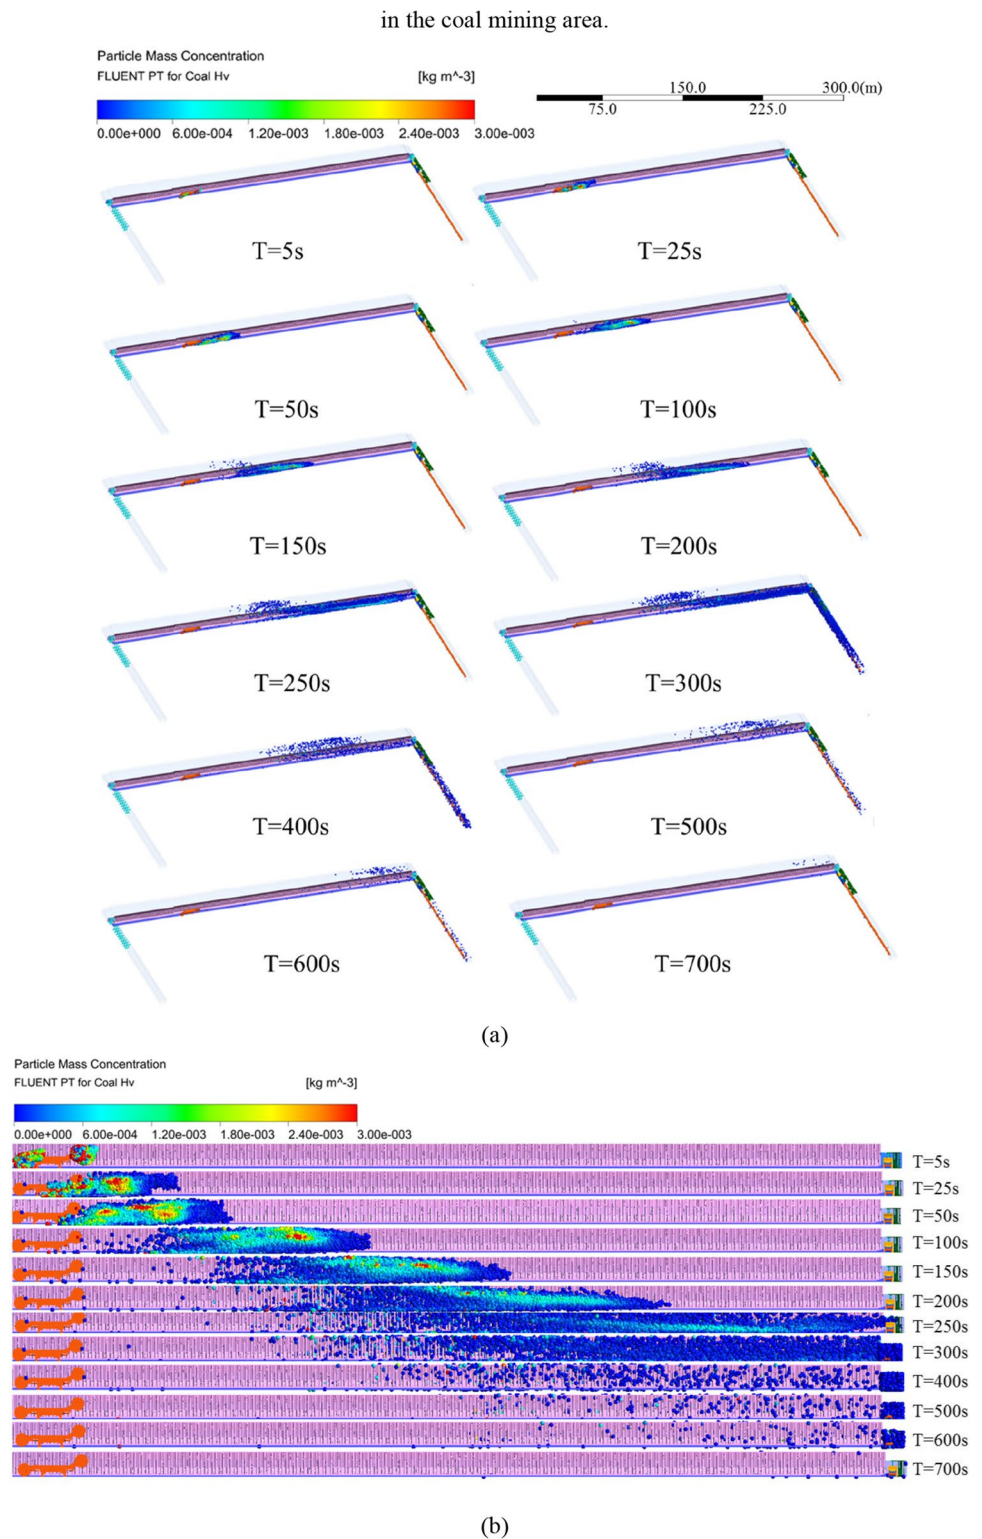 in the coal mining area.
Particle Mass Concentration
FLUENT PT for Coal Hv [kg m^-3]
0.00e+000 6.00e-004 1.20e-003 1.80e-003 2.40e-003 3.00e-003
150.0 300.0(m)
75.0 225.0
T=5s T=25s
T=50s T=100s
T=150s T=200s
T=250s T=300s
T=400s T=500s
T=600s T=700s
(a)
Particle Mass Concentration
FLUENT PT for Coal Hv [kg m^-3]
0.00e+000 6.00e-004 1.20e-003 1.80e-003 2.40e-003 3.00e-003
T=5s
T=25s
T=50s
T=100s
T=150s
T=200s
T=250s
T=300s
T=400s
T=500s
T=600s
T=700s
(b)